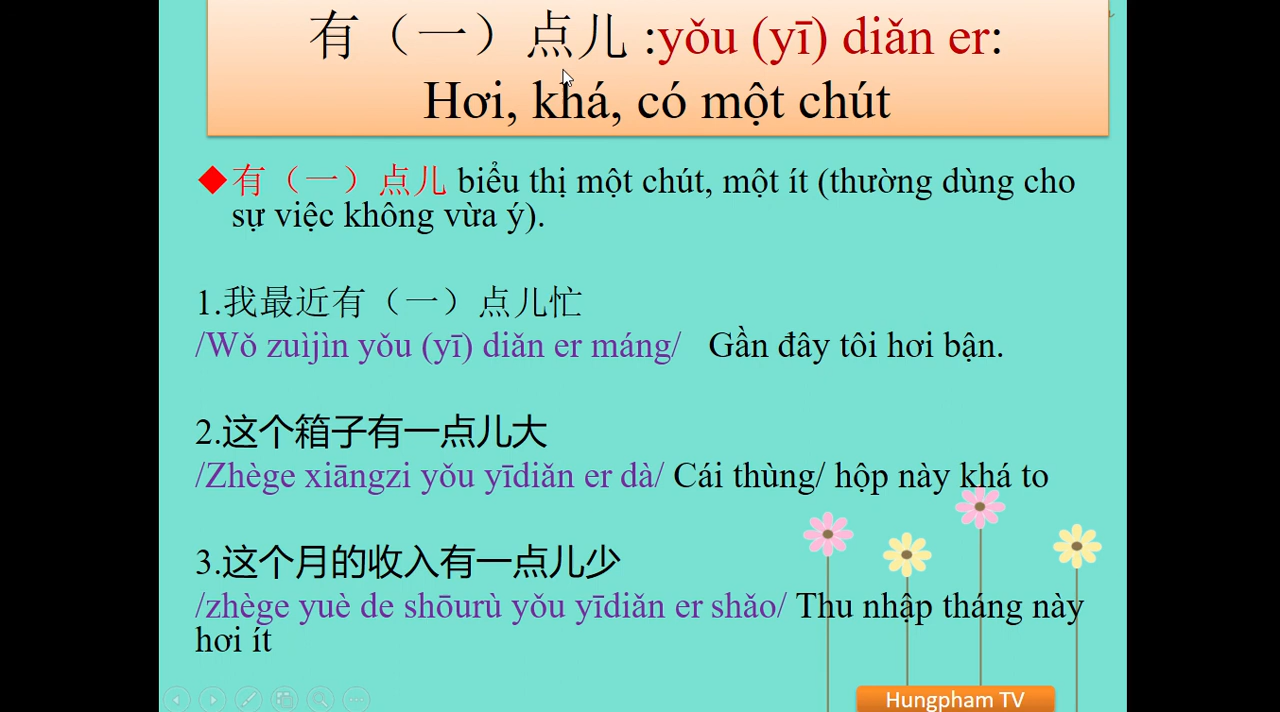 有（一）点儿 :yǒu (yī) diǎn er:
Hơi, khá, có một chút
◆有（一）点儿 biểu thị một chút, một ít (thường dùng cho
sự việc không vừa ý).
1.我最近有（一）点儿忙
/Wǒ zuìjìn yǒu (yī) diǎn er máng/ Gần đây tôi hơi bận.
2.这个箱子有一点儿大
/Zhège xiāngzi yǒu yīdiǎn er dà/ Cái thùng/ hộp này khá to
3.这个月的收入有一点儿少
/zhège yuè de shōurù yǒu yīdiǎn er shǎo/ Thu nhập tháng này
hơi ít
Hungpham TV